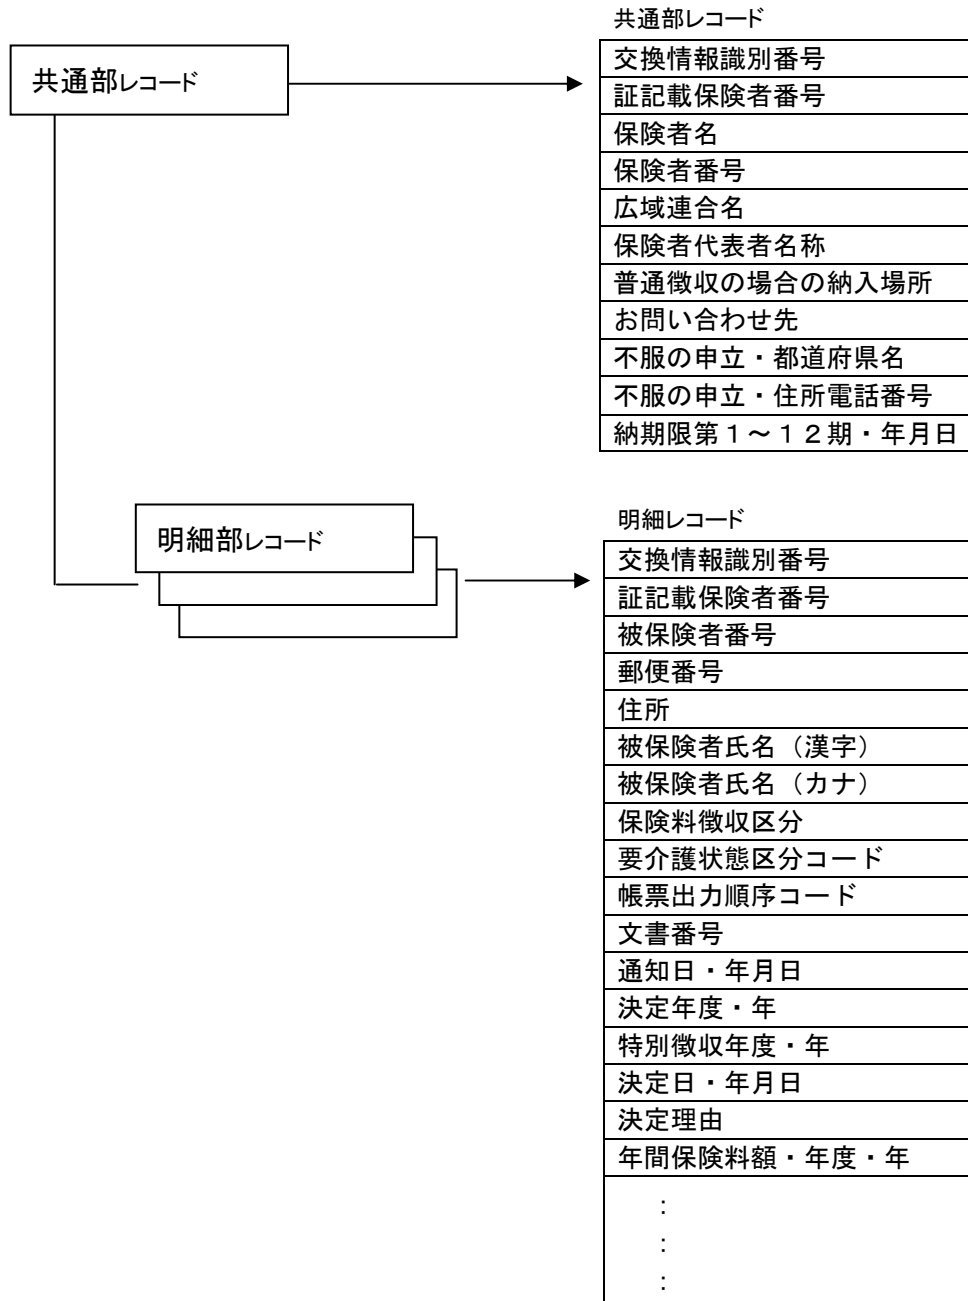 共通部レコード
共通部レコード
交換情報識別番号
証記載保険者番号
保険者名
保険者番号
広域連合名
保険者代表者名称
普通徴収の場合の納入場所
お問い合わせ先
不服の申立・都道府県名
不服の申立・住所電話番号
納期限第１～１２期・年月日
明細部レコード
明細レコード
交換情報識別番号
証記載保険者番号
被保険者番号
郵便番号
住所
被保険者氏名（漢字）
被保険者氏名（カナ）
保険料徴収区分
要介護状態区分コード
帳票出力順序コード
文書番号
通知日・年月日
決定年度・年
特別徴収年度・年
決定日・年月日
決定理由
年間保険料額・年度・年
：
：
：